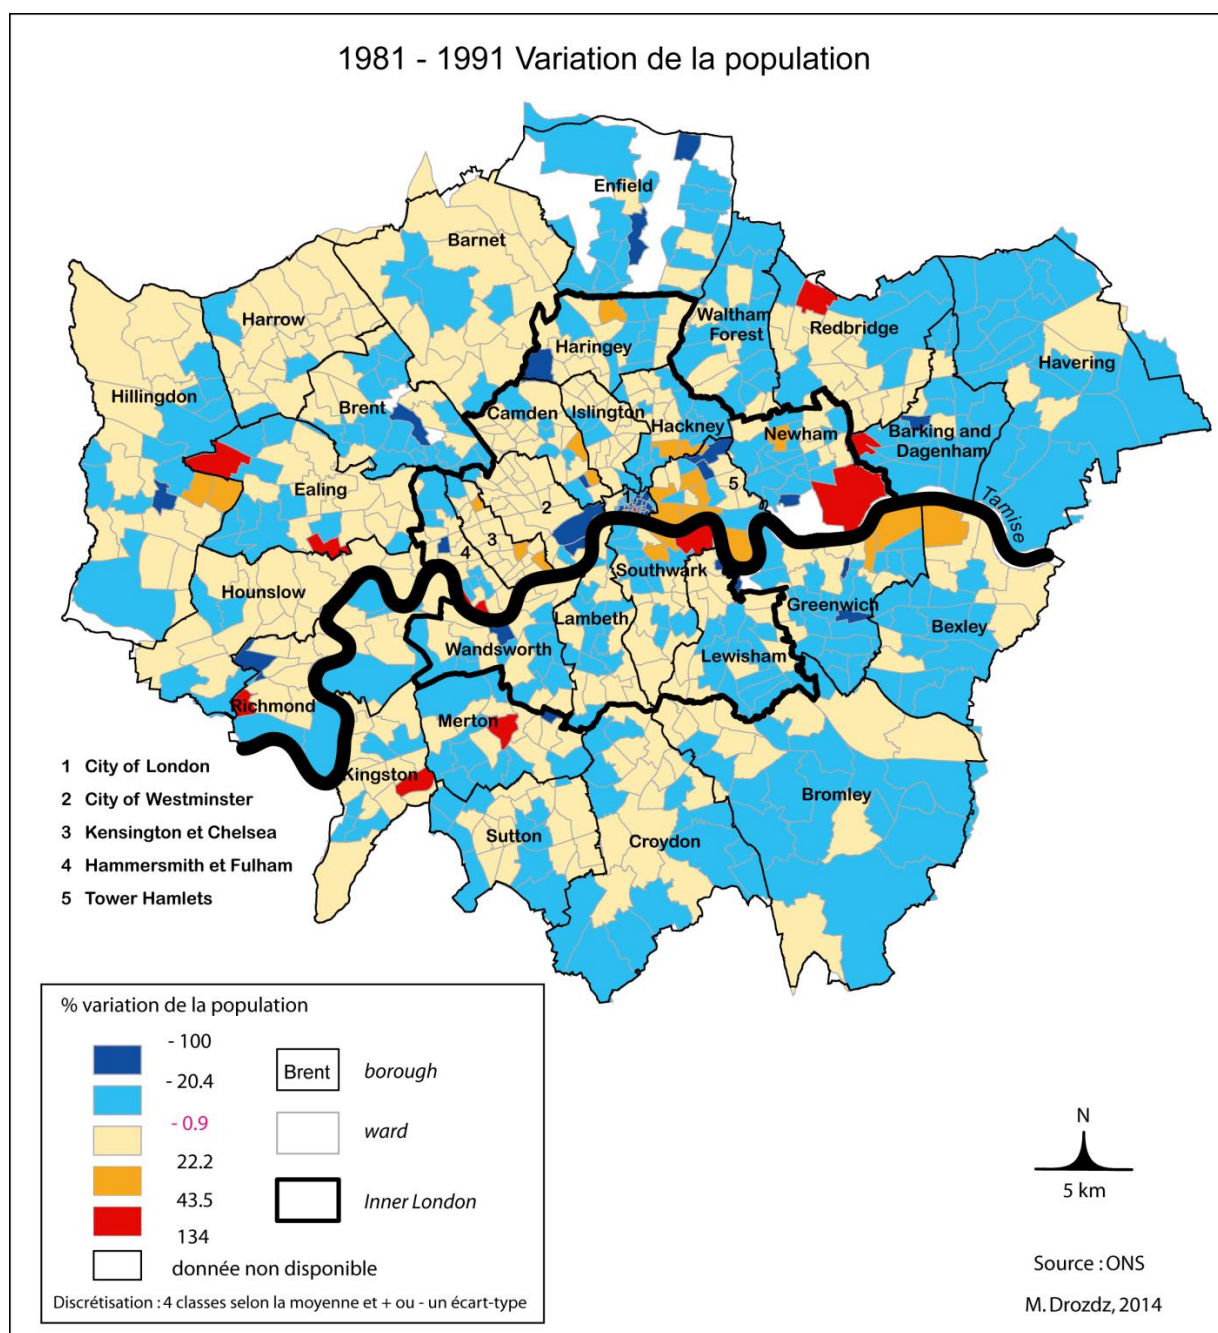 1981 - 1991 Variation de la population
Enfield
Barnet
Harrow
Haringey
Waltham
Forest
Redbridge
Havering
Hillingdon
Brent
Camden
Islington
Hackney
Newham
Barking and
Dagenham
Ealing
1
2
3
4
5
Tamise
Hounslow
Southwark
Greenwich
Bexley
Lambeth
Wandsworth
Lewisham
Richmond
Merton
Kingston
Bromley
Sutton
Croydon
1 City of London
2 City of Westminster
3 Kensington et Chelsea
4 Hammersmith et Fulham
5 Tower Hamlets
% variation de la population
- 100
- 20.4
- 0.9
22.2
43.5
134
donnée non disponible
Brent borough
ward
Inner London
Discrétisation : 4 classes selon la moyenne et + ou - un écart-type
N
5 km
Source : ONS
M. Drozdz, 2014